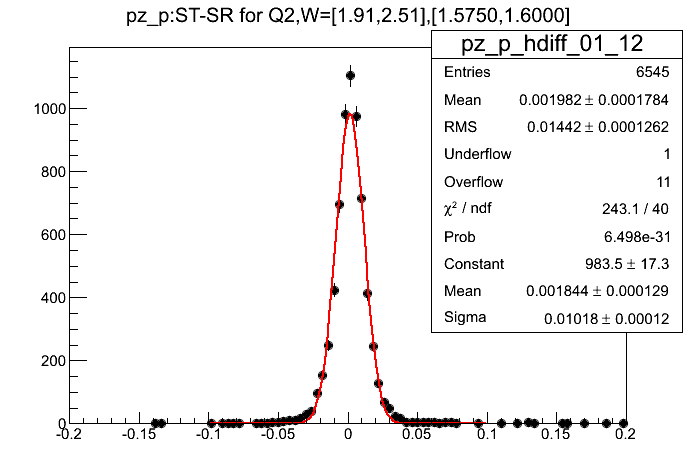 pz_p:ST-SR for Q2,W=[1.91,2.51],[1.5750,1.6000]
pz_p_hdiff_01_12
Entries 6545
Mean 0.001982 ± 0.0001784
RMS 0.01442 ± 0.0001262
Underflow 1
Overflow 11
χ² / ndf 243.1 / 40
Prob 6.498e-31
Constant 983.5 ± 17.3
Mean 0.001844 ± 0.000129
Sigma 0.01018 ± 0.00012
1000
800
600
400
200
0
-0.2 -0.15 -0.1 -0.05 0 0.05 0.1 0.15 0.2